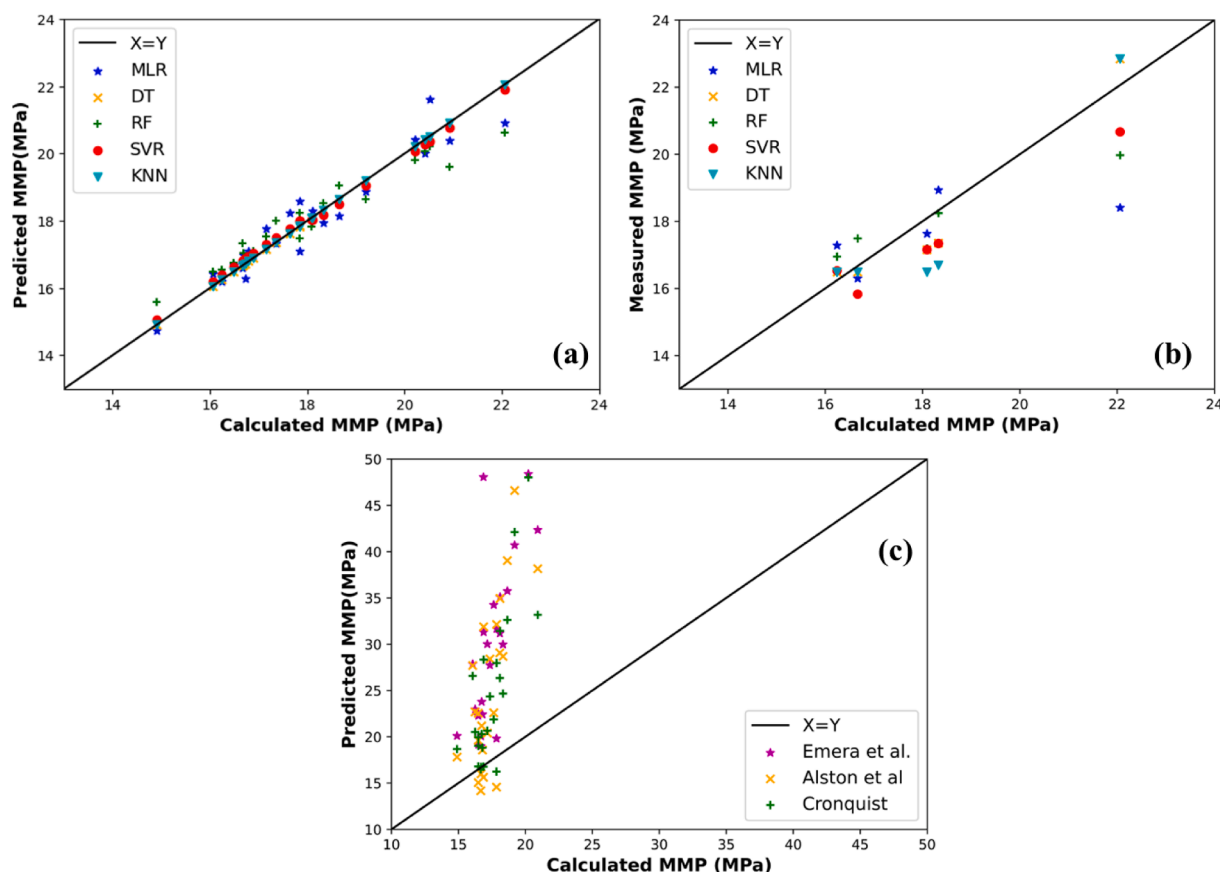 24
22
20
18
16
14
Predicted MMP(MPa)
X=Y
MLR
DT
RF
SVR
KNN
(a)
14 16 18 20 22 24
Calculated MMP (MPa)
24
22
20
18
16
14
Measured MMP (MPa)
X=Y
MLR
DT
RF
SVR
KNN
(b)
14 16 18 20 22 24
Calculated MMP (MPa)
50
45
40
35
30
25
20
15
10
Predicted MMP(MPa)
(c)
X=Y
Emera et al.
Alston et al
Cronquist
10 15 20 25 30 35 40 45 50
Calculated MMP (MPa)